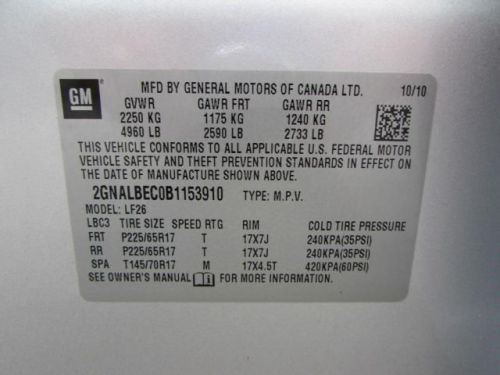 GM
MFD BY GENERAL MOTORS OF CANADA LTD. 10/10
GVWR GAWR FRT GAWR RR
2250 KG 1175 KG 1240 KG
4960 LB 2590 LB 2733 LB
THIS VEHICLE CONFORMS TO ALL APPLICABLE U.S. FEDERAL MOTOR
VEHICLE SAFETY AND THEFT PREVENTION STANDARDS IN EFFECT ON
THE DATE OF MANUFACTURE SHOWN ABOVE.
2GNALBEC0B1153910 TYPE: M.P.V.
MODEL: LF26
LBC3 TIRE SIZE SPEED RTG RIM COLD TIRE PRESSURE
FRT P225/65R17 T 17X7J 240KPA(35PSI)
RR P225/65R17 T 17X7J 240KPA(35PSI)
SPA T145/70R17 M 17X4.5T 420KPA(60PSI)
SEE OWNER'S MANUAL FOR MORE INFORMATION.